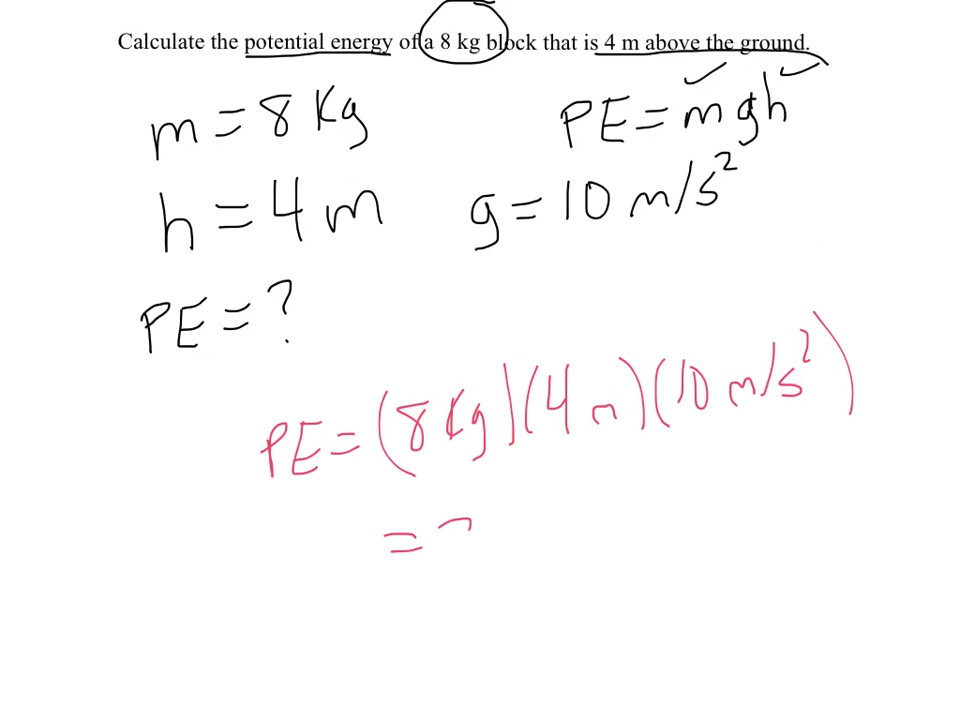 Calculate the potential energy of a 8 kg block that is 4 m above the ground.
m = 8 Kg
PE = mgh
h = 4 m
g = 10 m/s²
PE = ?
PE = (8 Kg)(4 m)(10 m/s²)
=